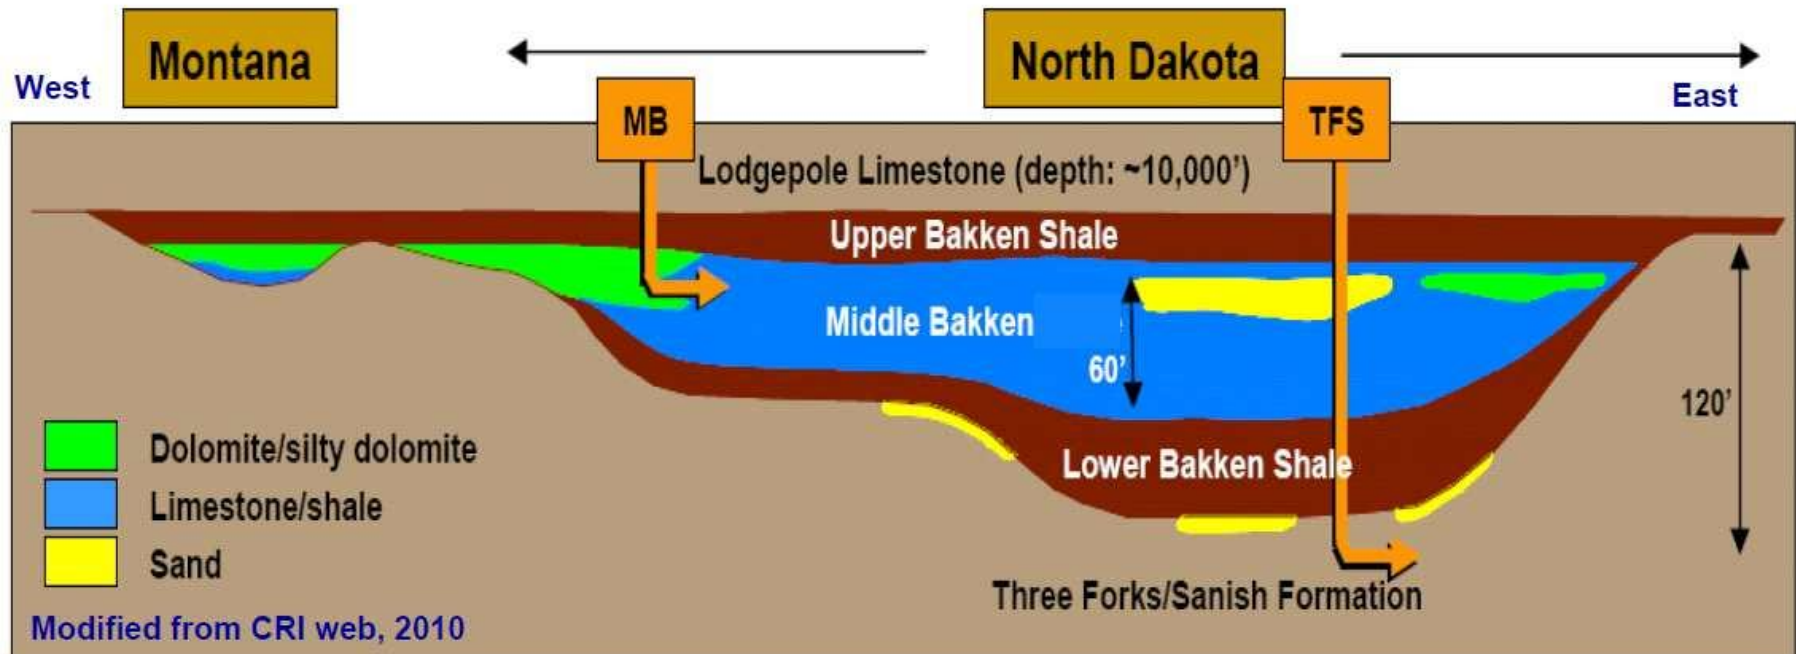 Montana
North Dakota
West
East
MB
TFS
Lodgepole Limestone (depth: ~10,000’)
Upper Bakken Shale
Middle Bakken
60’
120’
Lower Bakken Shale
Dolomite/silty dolomite
Limestone/shale
Sand
Three Forks/Sanish Formation
Modified from CRI web, 2010